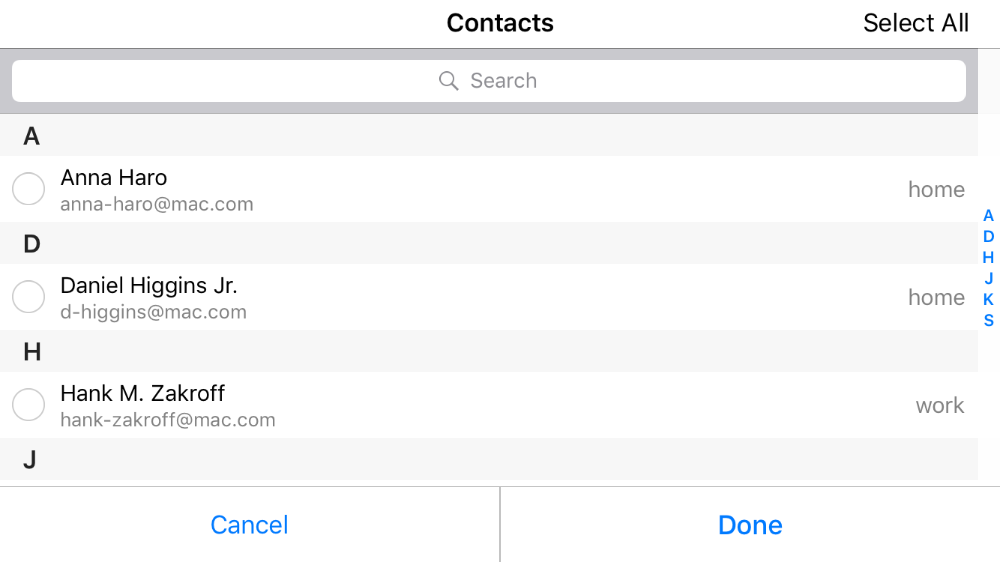 Contacts
Select All
Search
A
Anna Haro
anna-haro@mac.com
home
D
Daniel Higgins Jr.
d-higgins@mac.com
home
H
Hank M. Zakroff
hank-zakroff@mac.com
work
J
A
D
H
J
K
S
Cancel
Done